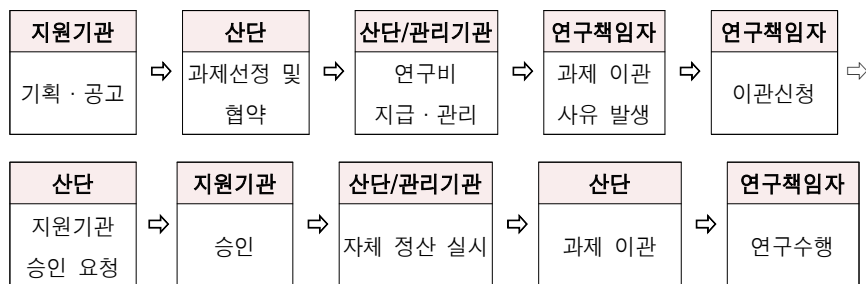 지원기관
기획 · 공고
⇨
산단
과제선정 및
협약
⇨
산단/관리기관
연구비
지급 · 관리
⇨
연구책임자
과제 이관
사유 발생
⇨
연구책임자
이관신청
⇨
산단
지원기관
승인 요청
⇨
지원기관
승인
⇨
산단/관리기관
자체 정산 실시
⇨
산단
과제 이관
⇨
연구책임자
연구수행